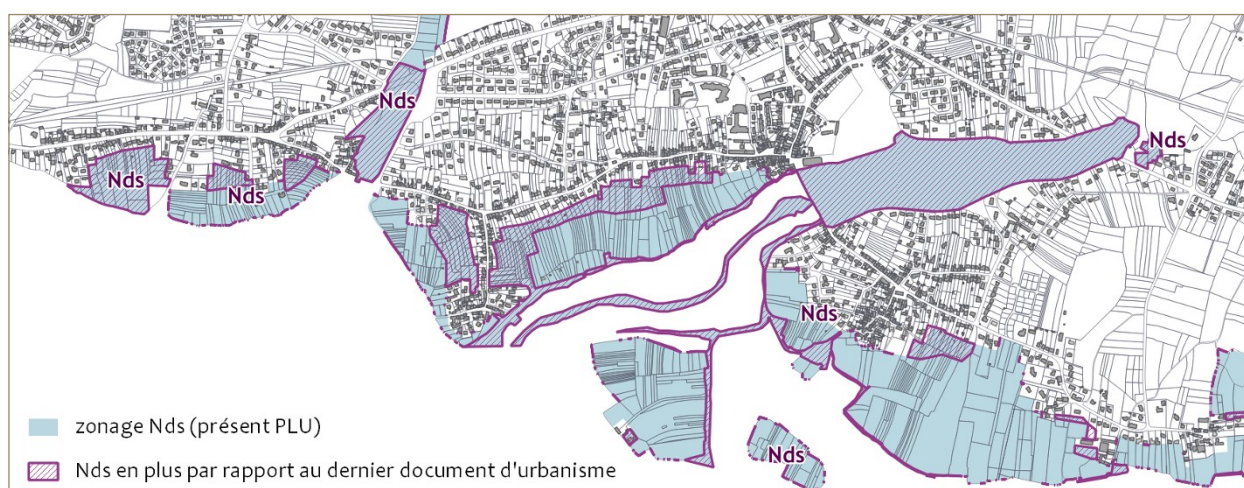 Nds
Nds
Nds
Nds
Nds
Nds
zonage Nds (présent PLU)
Nds en plus par rapport au dernier document d'urbanisme